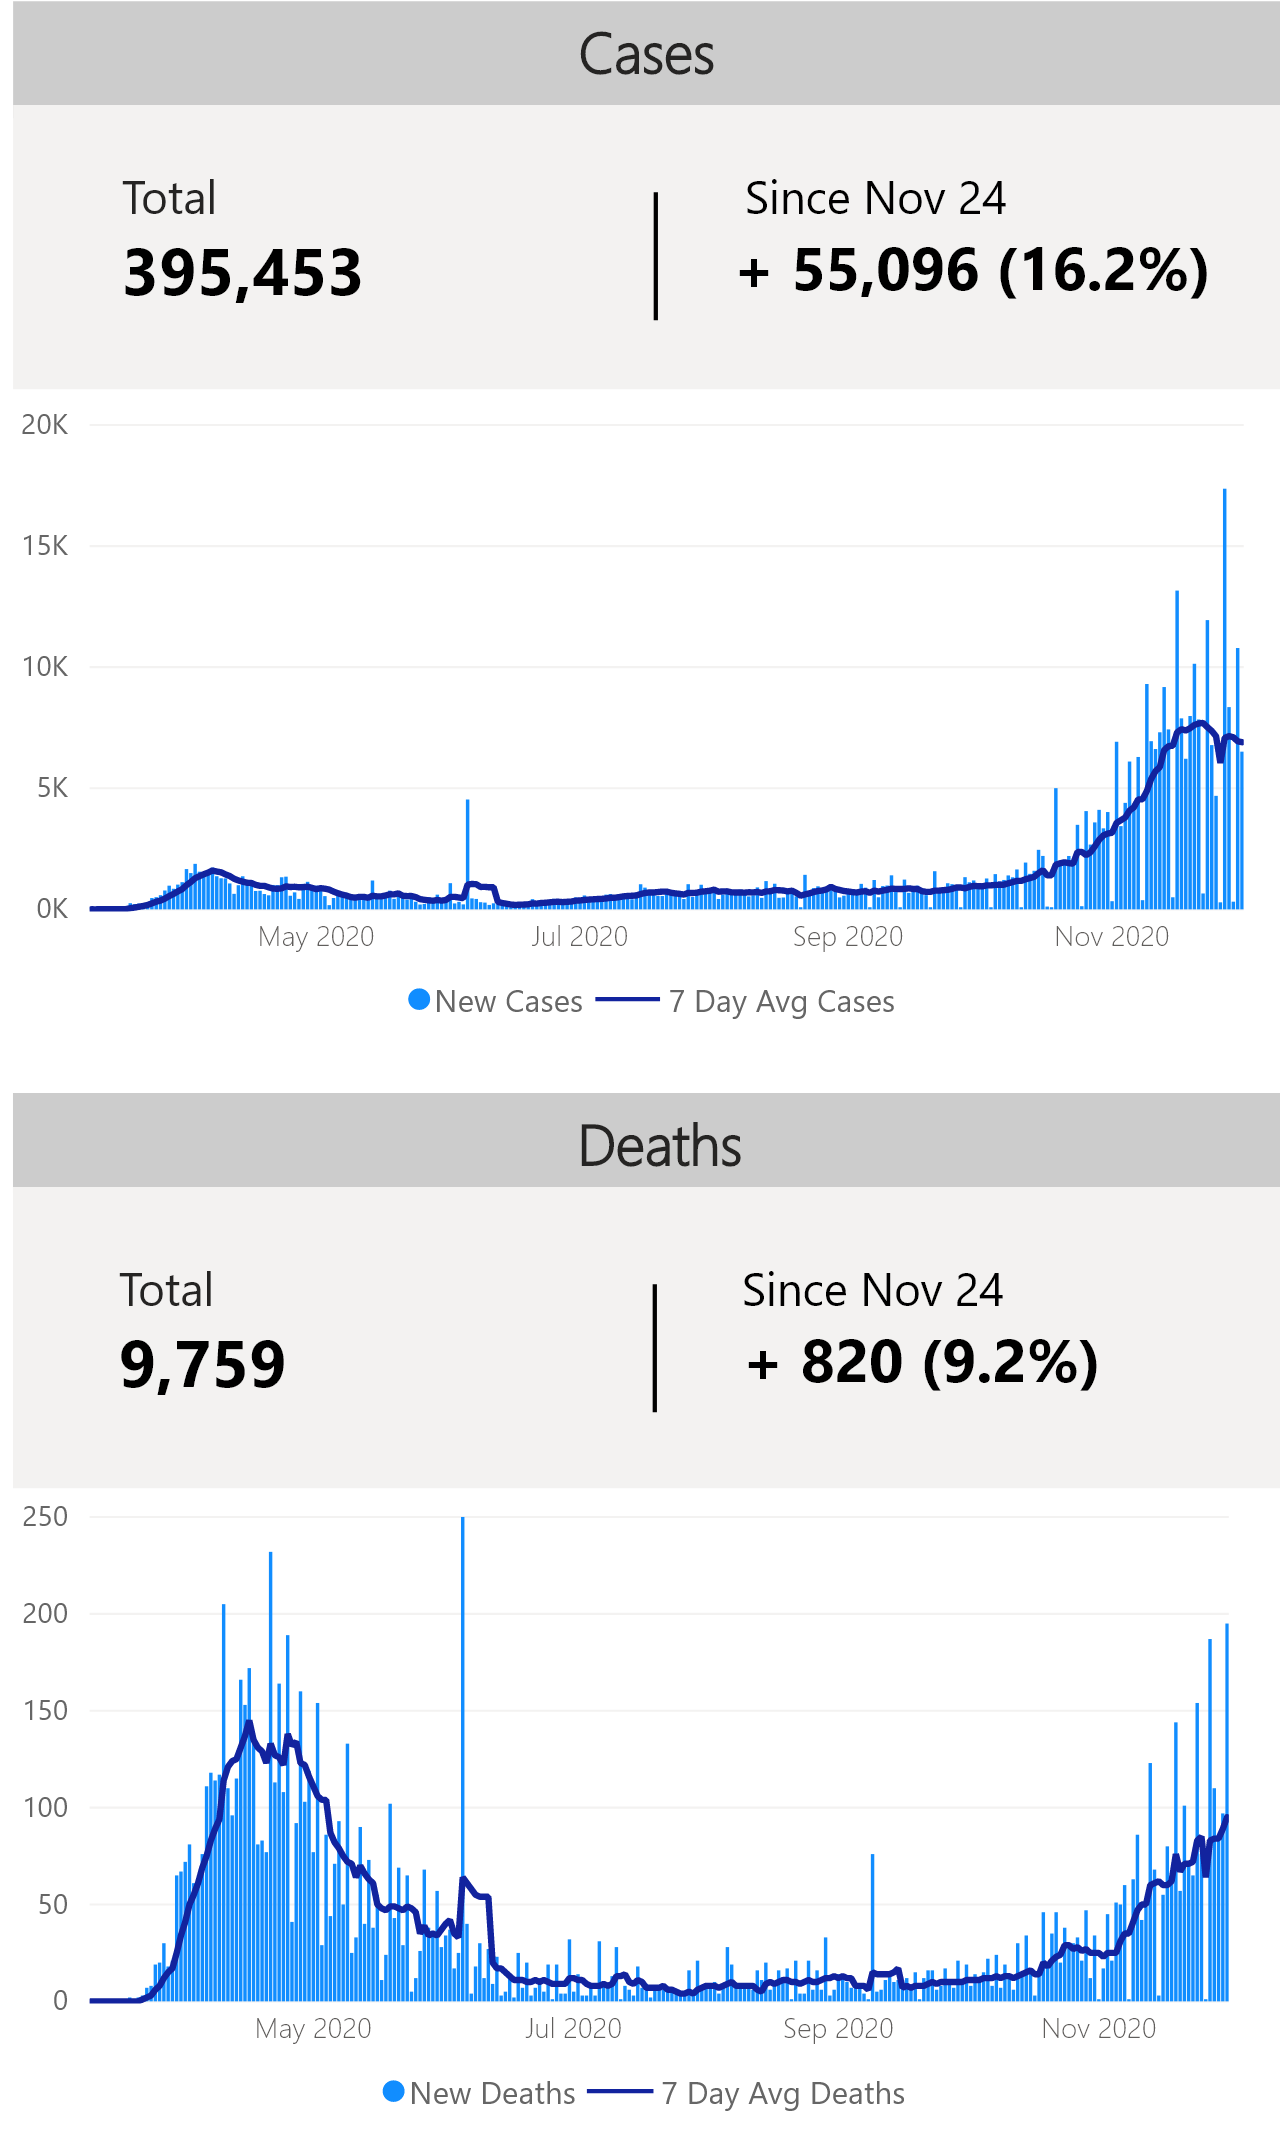 Cases
Total
Since Nov 24
395,453
+ 55,096 (16.2%)
20K
15K
10K
5K
0K
May 2020
Jul 2020
Sep 2020
Nov 2020
New Cases
7 Day Avg Cases
Deaths
Total
Since Nov 24
9,759
+ 820 (9.2%)
250
200
150
100
50
0
May 2020
Jul 2020
Sep 2020
Nov 2020
New Deaths
7 Day Avg Deaths